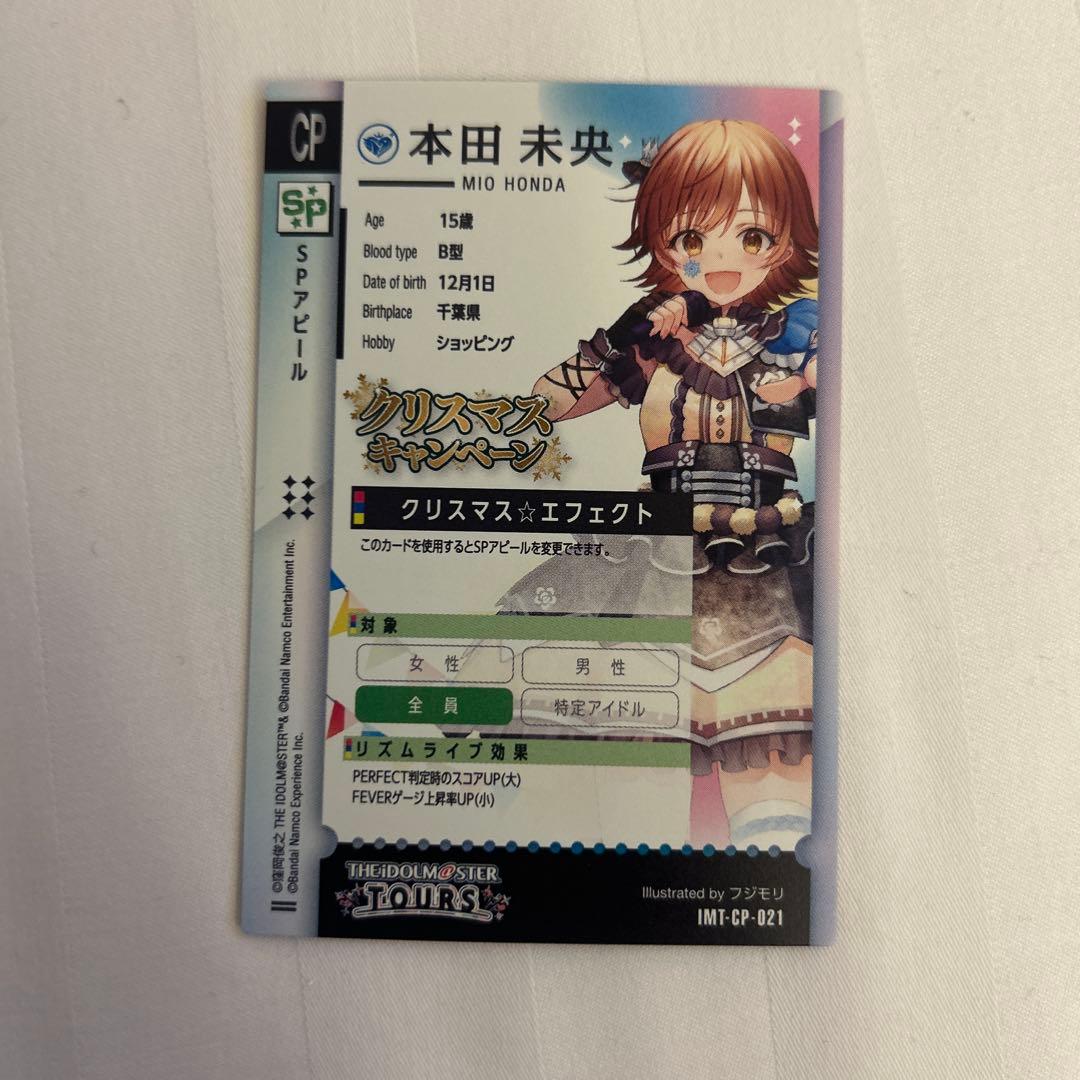 CP
SP
SPアピール
本田 未央
MIO HONDA
Age 15歳
Blood type B型
Date of birth 12月1日
Birthplace 千葉県
Hobby ショッピング
クリスマス
キャンペーン
クリスマス☆エフェクト
このカードを使用するとSPアピールを変更できます。
対象
女性
男性
全員
特定アイドル
リズムライブ効果
PERFECT判定時のスコアUP(大)
FEVERゲージ上昇率UP(小)
©窪岡俊之 THE IDOLM@STER™& ©Bandai Namco Entertainment Inc.
©Bandai Namco Experience Inc.
THE iDOLM@STER
TOURS
Illustrated by フジモリ
IMT-CP-021